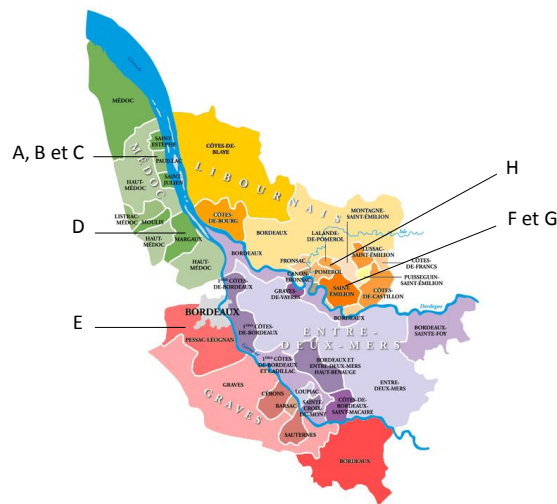 Gironde
MÉDOC
SAINT-
ESTÈPHE
A, B et C
PAUILLAC
SAINT-
JULIEN
MÉDOC
HAUT-
MÉDOC
LISTRAC-
MÉDOC
MOULIS
D
MARGAUX
HAUT-
MÉDOC
HAUT-
MÉDOC
CÔTES-DE-
BLAYE
LIBOURNAIS
CÔTES-
DE-BOURG
BORDEAUX
BORDEAUX
H
MONTAGNE-
SAINT-ÉMILION
LALANDE-
DE-POMEROL
Isle
F et G
LUSSAC-
SAINT-ÉMILION
CÔTES-
DE-FRANCS
FRONSAC
CANON-
FRONSAC
POMEROL
PUISSEGUIN-
SAINT-ÉMILION
SAINT-
ÉMILION
CÔTES-
DE-CASTILLON
GRAVES-
DE-VAYRES
Dordogne
BORDEAUX
BORDEAUX-
SAINTE-FOY
1ÈRES CÔTES-
DE-BORDEAUX
BORDEAUX
E
PESSAC-LÉOGNAN
1ÈRES CÔTES-
DE-BORDEAUX
ENTRE-
DEUX-MERS
Garonne
1ÈRES CÔTES-
DE-BORDEAUX
ET CADILLAC
BORDEAUX ET
ENTRE-DEUX-MERS
HAUT-BENAUGE
ENTRE-
DEUX-MERS
GRAVES
GRAVES
CÉRONS
BARSAC
LOUPIAC
SAINTE-
CROIX-
DU-MONT
CÔTES-DE-
BORDEAUX-
SAINT-MACAIRE
SAUTERNES
BORDEAUX